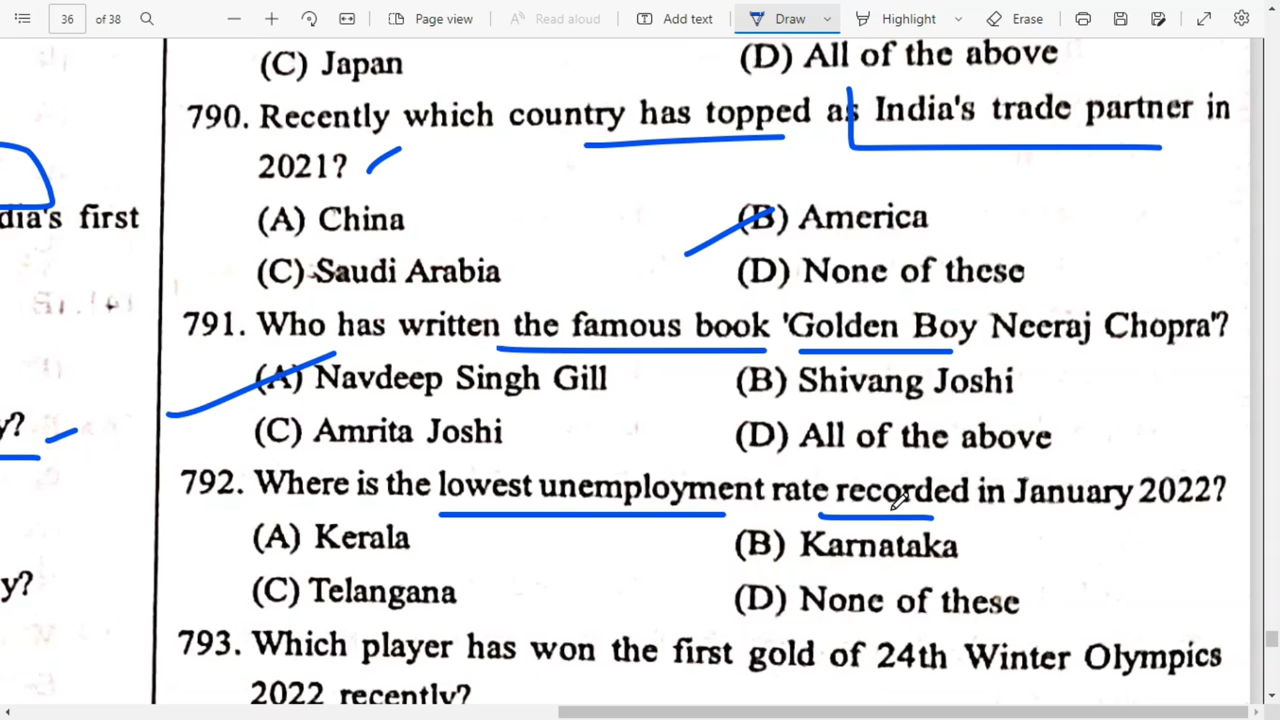 36 of 38 Page view Read aloud Add text Draw Highlight Erase
(C) Japan (D) All of the above
790. Recently which country has topped as India's trade partner in
2021?
(A) China (B) America
(C) Saudi Arabia (D) None of these
dia's first
791. Who has written the famous book 'Golden Boy Neeraj Chopra'?
(A) Navdeep Singh Gill (B) Shivang Joshi
(C) Amrita Joshi (D) All of the above
y?
792. Where is the lowest unemployment rate recorded in January 2022?
(A) Kerala (B) Karnataka
(C) Telangana (D) None of these
y?
793. Which player has won the first gold of 24th Winter Olympics
2022 recently?